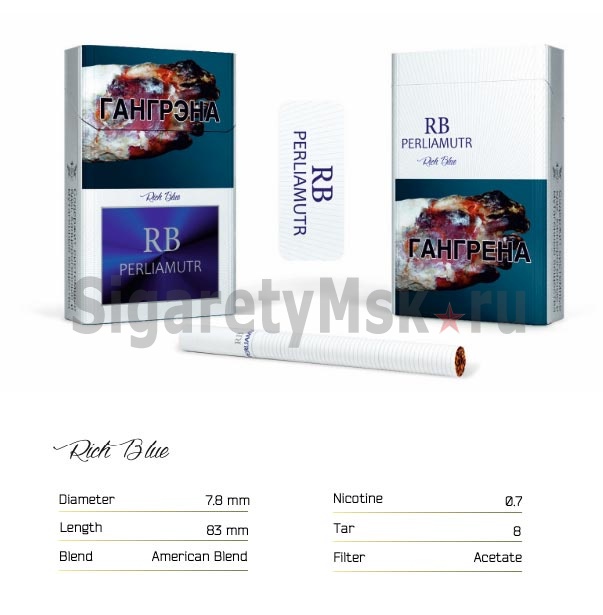 ГАНГРЭНА
Rich Blue
RB
PERLIAMUTR
RB
PERLIAMUTR
RB
PERLIAMUTR
Rich Blue
ГАНГРЕНА
SigaretyMsk★ru
RB
Rich Blue
Diameter 7.8 mm
Length 83 mm
Blend American Blend
Nicotine 0.7
Tar 8
Filter Acetate